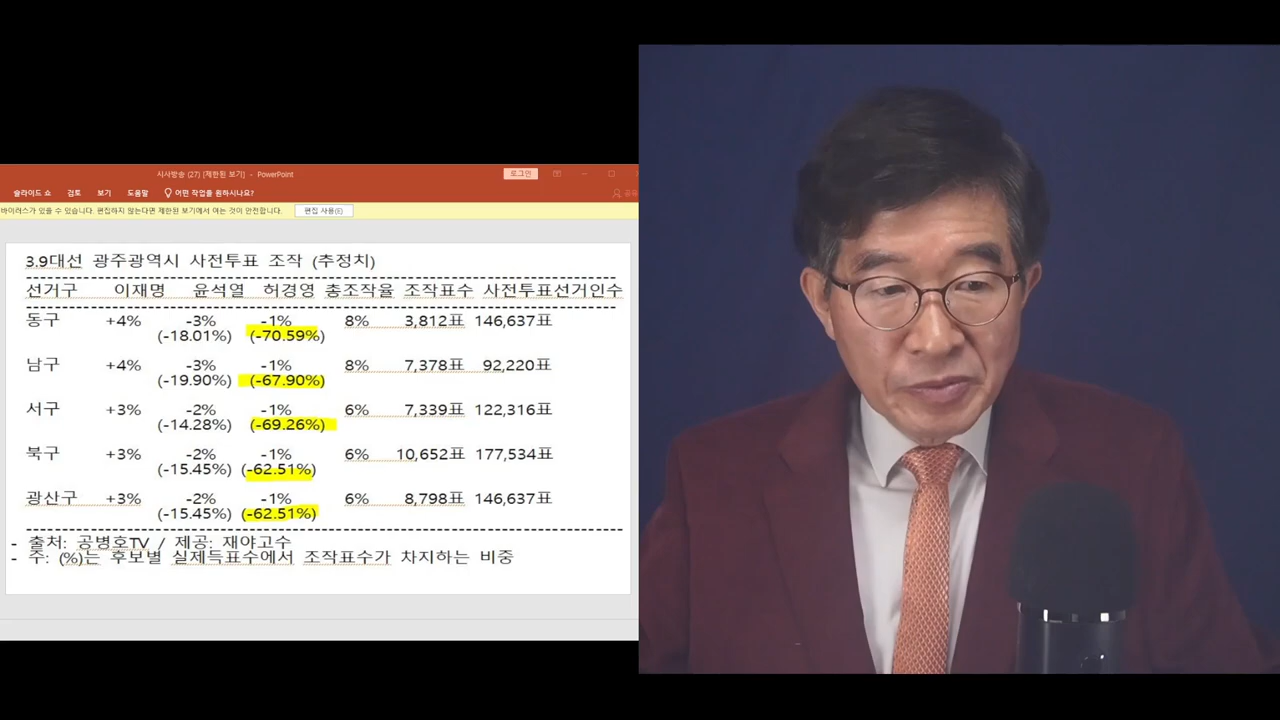 시사방송 (27) [제한된 보기] - PowerPoint
로그인
슬라이드 쇼 검토 보기 도움말 어떤 작업을 원하시나요?
바이러스가 있을 수 있습니다. 편집하지 않는다면 제한된 보기에서 여는 것이 안전합니다. 편집 사용(E)
3.9대선 광주광역시 사전투표 조작 (추정치)
선거구 이재명 윤석열 허경영 총조작율 조작표수 사전투표선거인수
동구 +4% -3% -1% 8% 3,812표 146,637표
(-18.01%) (-70.59%)
남구 +4% -3% -1% 8% 7,378표 92,220표
(-19.90%) (-67.90%)
서구 +3% -2% -1% 6% 7,339표 122,316표
(-14.28%) (-69.26%)
북구 +3% -2% -1% 6% 10,652표 177,534표
(-15.45%) (-62.51%)
광산구 +3% -2% -1% 6% 8,798표 146,637표
(-15.45%) (-62.51%)
- 출처: 공병호TV / 제공: 재야고수
- 주: (%)는 후보별 실제득표수에서 조작표수가 차지하는 비중